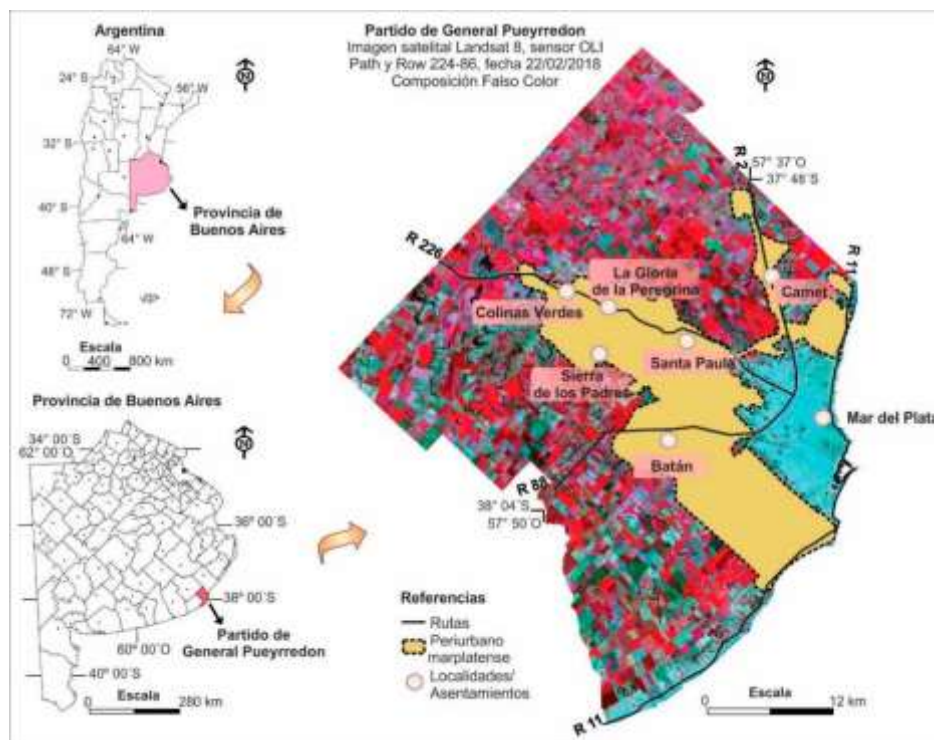 Argentina
64° W
24° S
56° W
32° S
40° S
64° W
Provincia de
Buenos Aires
48° S
72° W
Escala
0 400 800 km
Provincia de Buenos Aires
34° 00´S
62° 00´O
36° 00´S
38° 00´S
60° 00´O
Partido de
General Pueyrredon
40° 00´S
Escala
0 280 km
Partido de General Pueyrredon
Imagen satelital Landsat 8, sensor OLI
Path y Row 224-86, fecha 22/02/2018
Composición Falso Color
R 2
57° 37´O
37° 48´S
R 11
R 226
La Gloria
de la Peregrina
Camet
Colinas Verdes
Santa Paula
Sierra
de los Padres
Mar del Plata
Batán
R 88
38° 04´S
57° 50´O
R 11
Referencias
Rutas
Periurbano
marplatense
Localidades/
Asentamientos
Escala
0 12 km